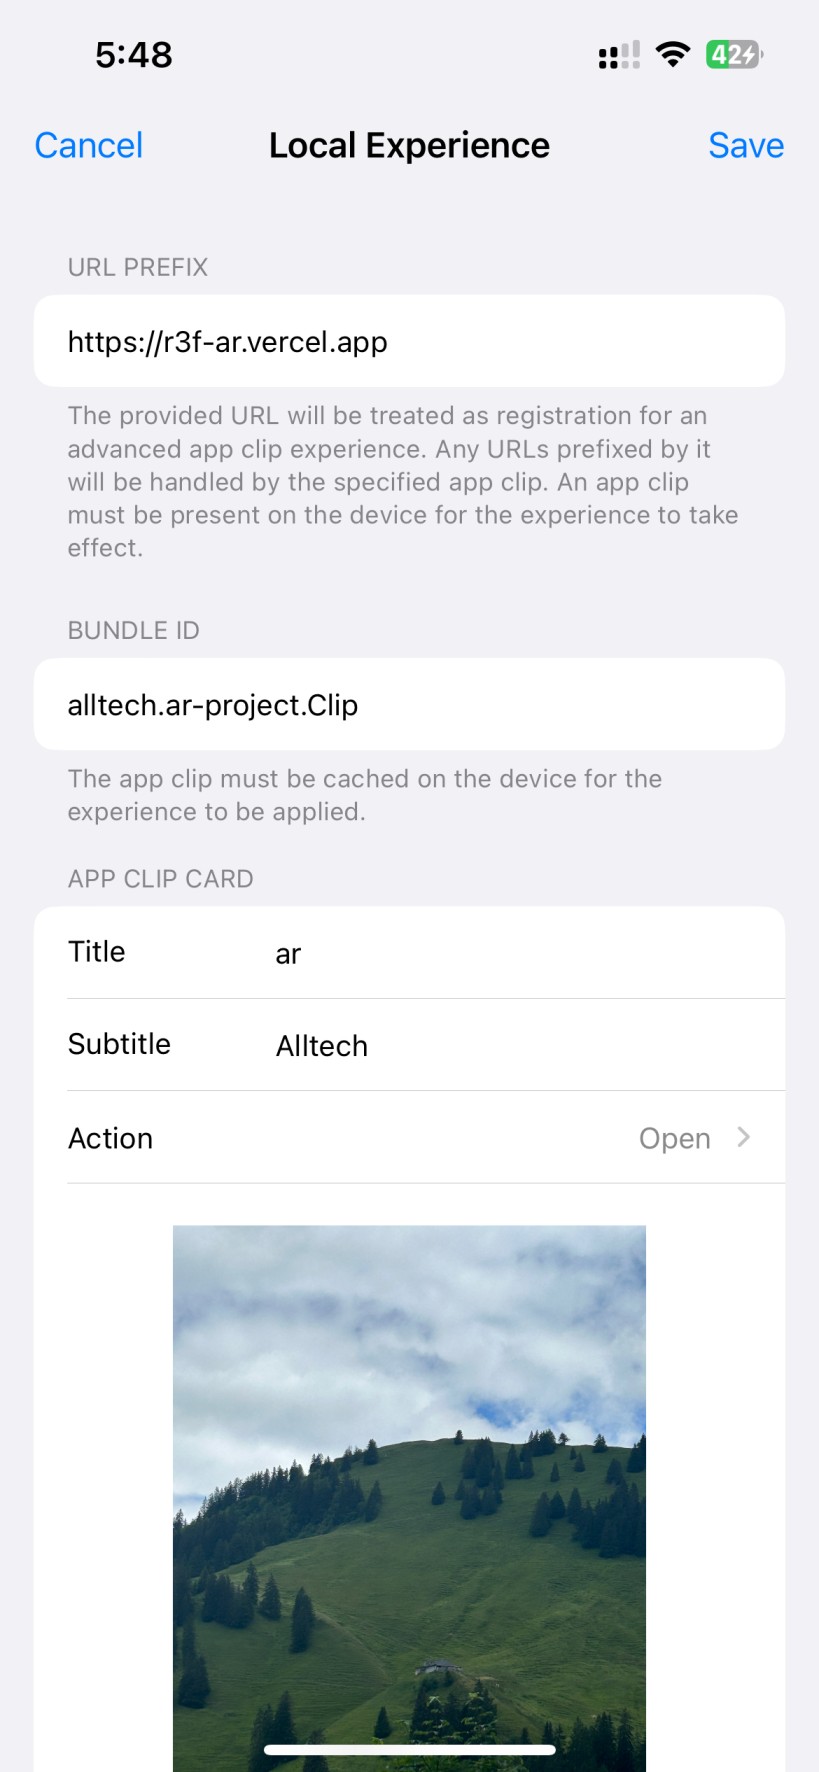 5:48
42
Cancel
Local Experience
Save
URL PREFIX
https://r3f-ar.vercel.app
The provided URL will be treated as registration for an
advanced app clip experience. Any URLs prefixed by it
will be handled by the specified app clip. An app clip
must be present on the device for the experience to take
effect.
BUNDLE ID
alltech.ar-project.Clip
The app clip must be cached on the device for the
experience to be applied.
APP CLIP CARD
Title ar
Subtitle Alltech
Action Open